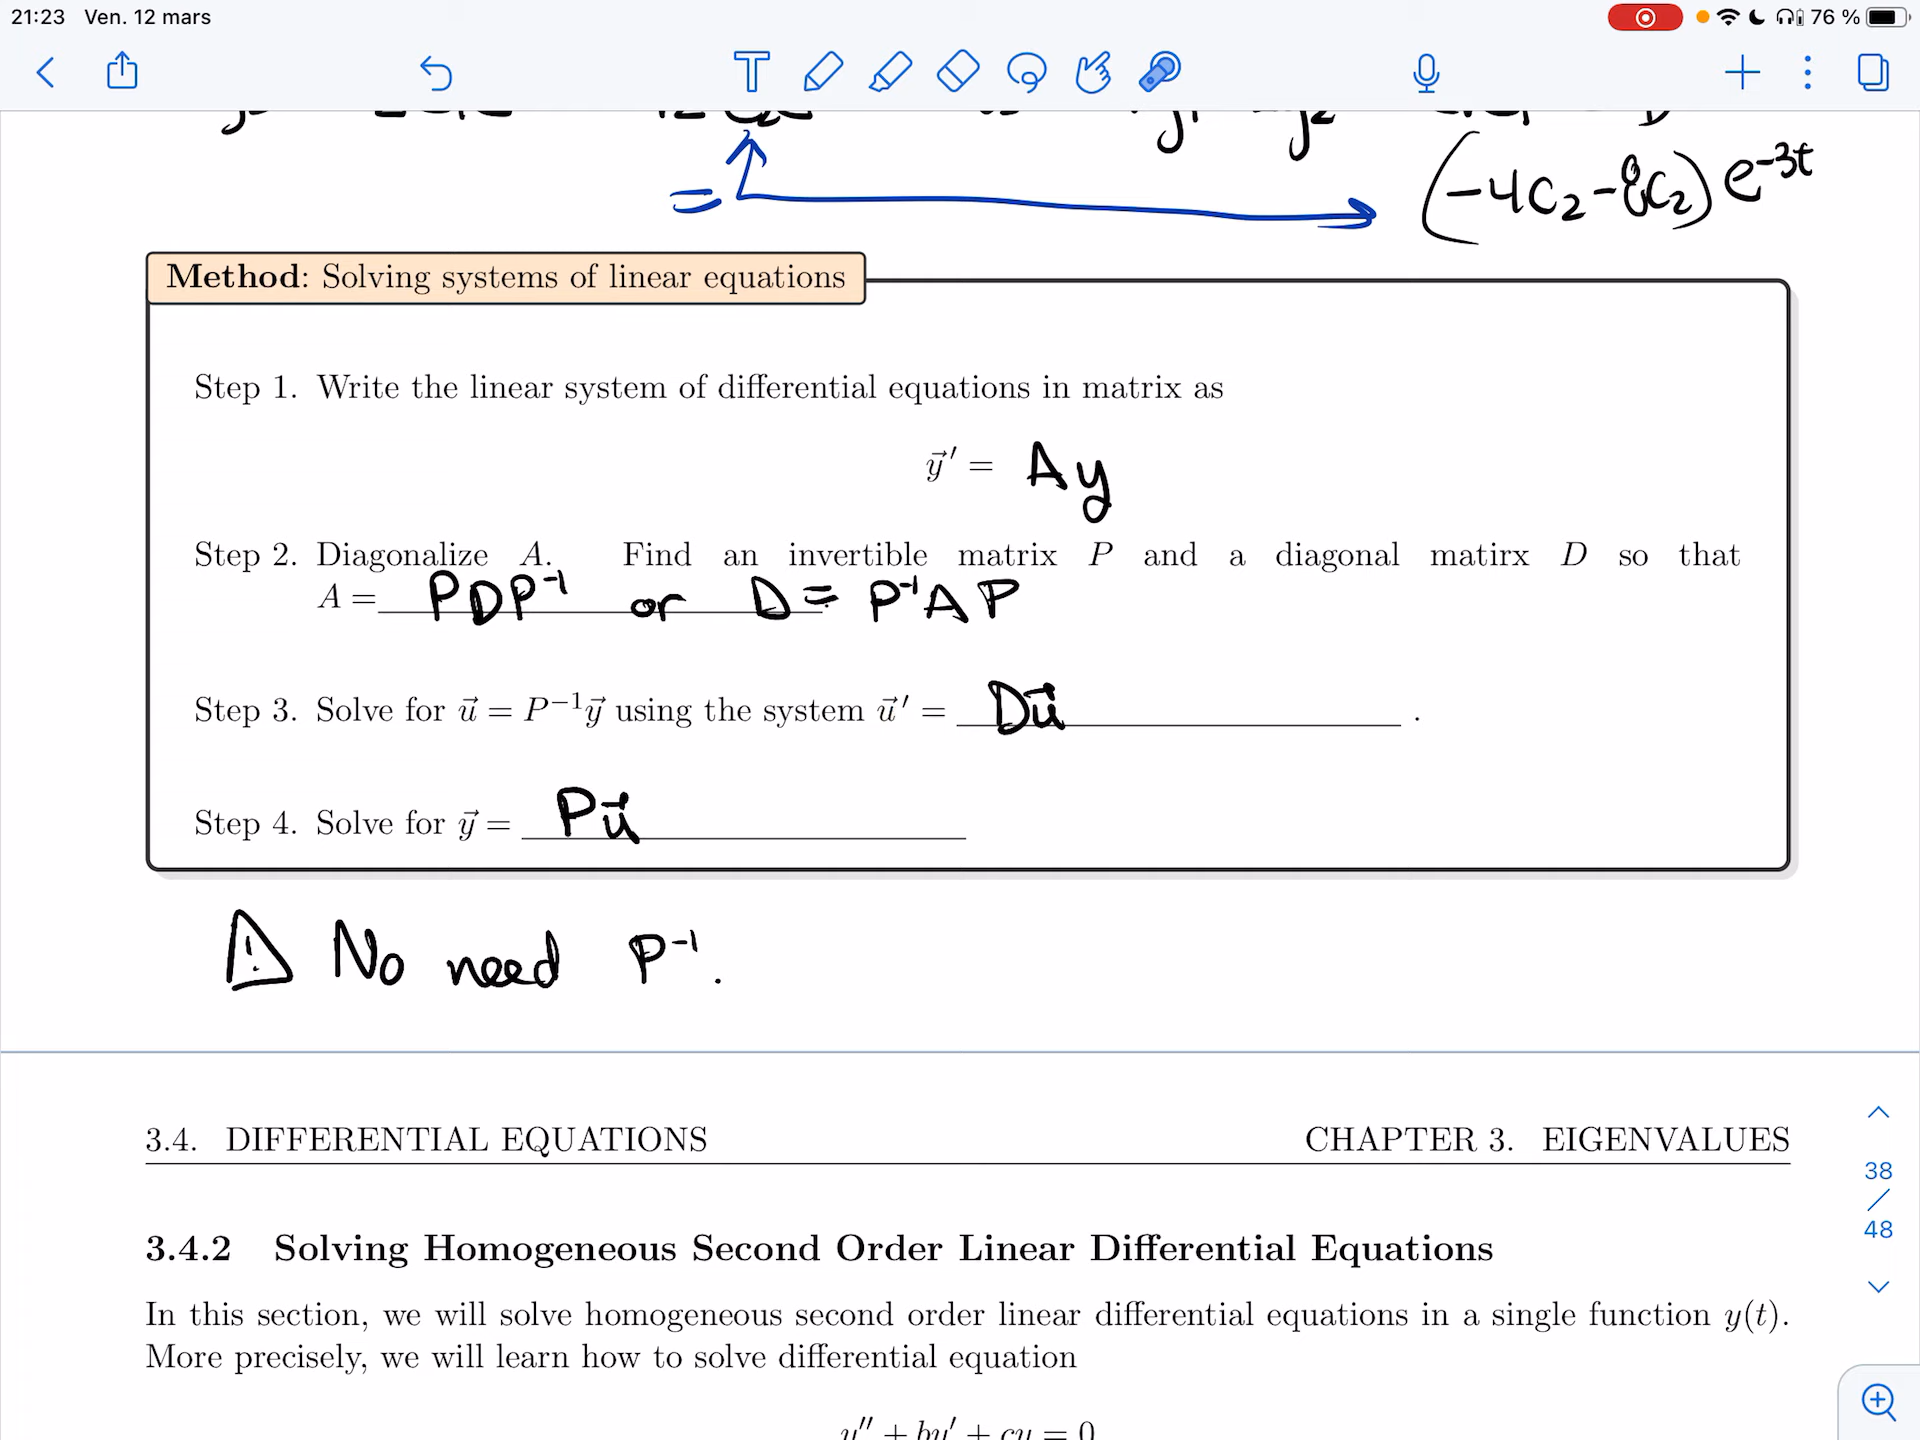 21:23 Ven. 12 mars 76 %
(-4C₂-8C₂) e⁻³ᵗ
=
Method: Solving systems of linear equations
Step 1. Write the linear system of differential equations in matrix as
y⃗ ′ = Ay
Step 2. Diagonalize A. Find an invertible matrix P and a diagonal matirx D so that
A = PDP⁻¹ or D = P⁻¹AP
Step 3. Solve for u⃗ = P⁻¹y⃗ using the system u⃗ ′ = Du⃗ .
Step 4. Solve for y⃗ = Pu⃗
! No need P⁻¹.
3.4. DIFFERENTIAL EQUATIONS CHAPTER 3. EIGENVALUES
38
/
48
3.4.2 Solving Homogeneous Second Order Linear Differential Equations
In this section, we will solve homogeneous second order linear differential equations in a single function y(t).
More precisely, we will learn how to solve differential equation
y′′ + by′ + cy = 0